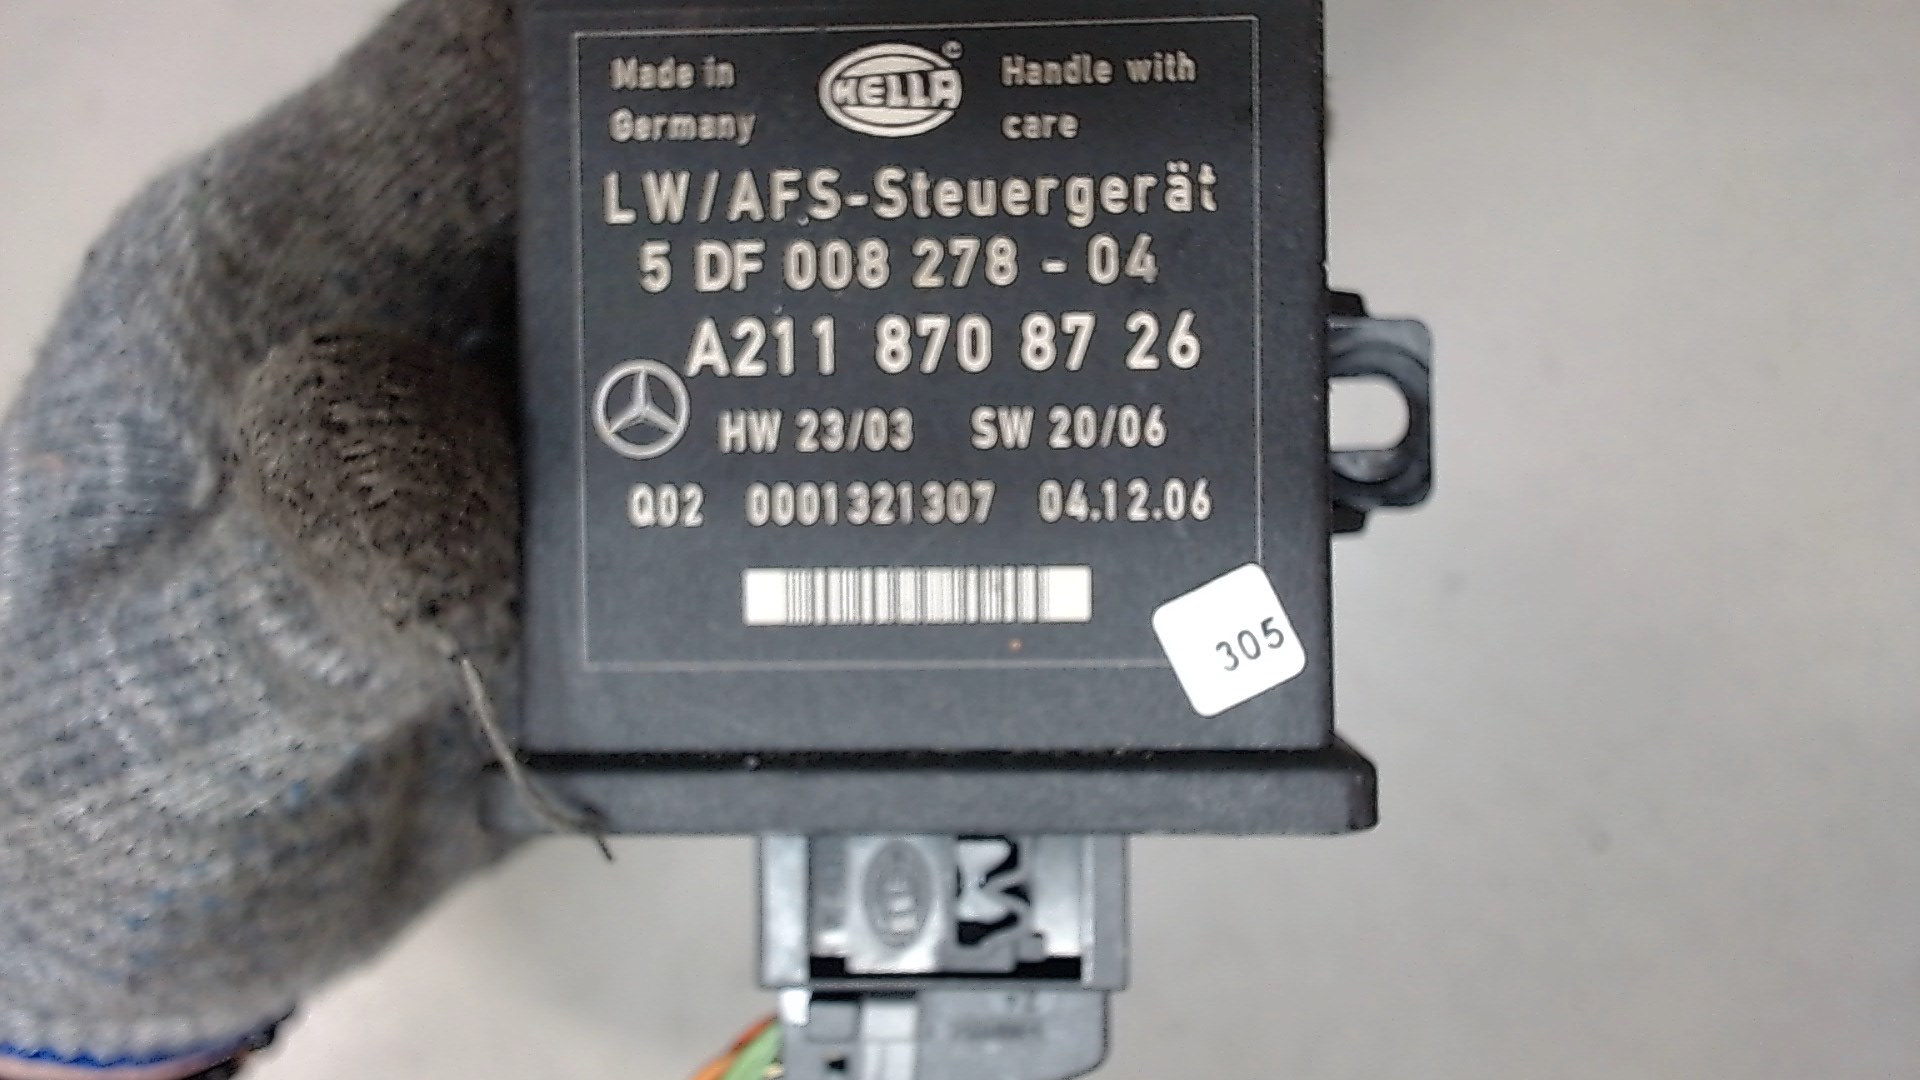 Made in
Germany
HELLA
©
Handle with
care
LW/AFS-Steuergerät
5 DF 008 278 - 04
A211 870 87 26
HW 23/03 SW 20/06
Q02 0001321307 04.12.06
305